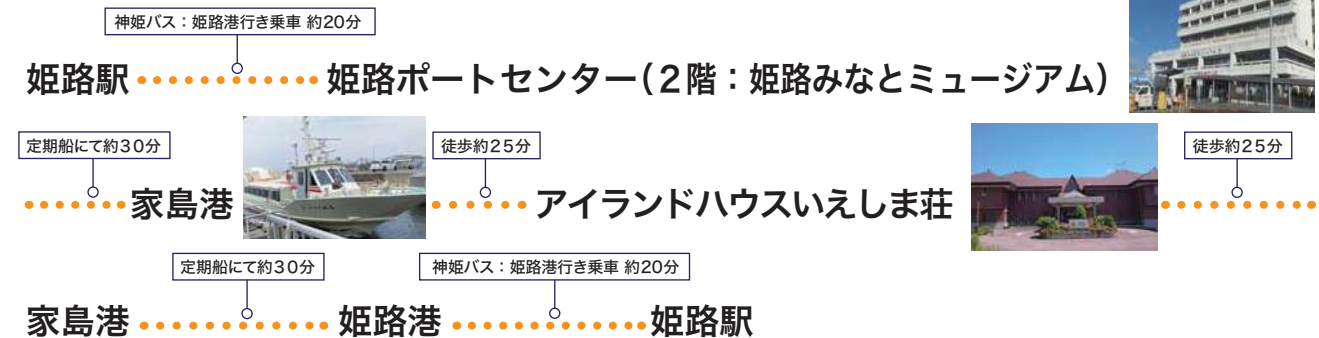 神姫バス：姫路港行き乗車 約20分
姫路駅 姫路ポートセンター（2階：姫路みなとミュージアム）
定期船にて約30分 徒歩約25分 徒歩約25分
家島港 アイランドハウスいえしま荘
定期船にて約30分 神姫バス：姫路港行き乗車 約20分
家島港 姫路港 姫路駅